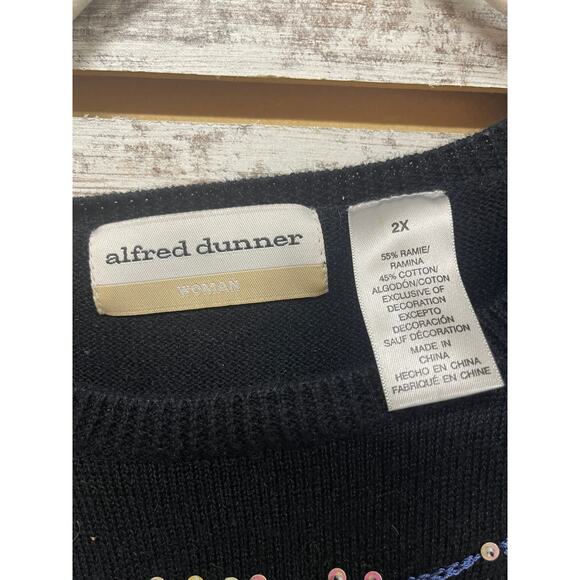 alfred dunner
WOMAN
2X
55% RAMIE/
RAMINA
45% COTTON/
ALGODÓN/COTON
EXCLUSIVE OF
DECORATION
EXCEPTO
DECORACIÓN
SAUF DÉCORATION
MADE IN
CHINA
HECHO EN CHINA
FABRIQUÉ EN CHINE